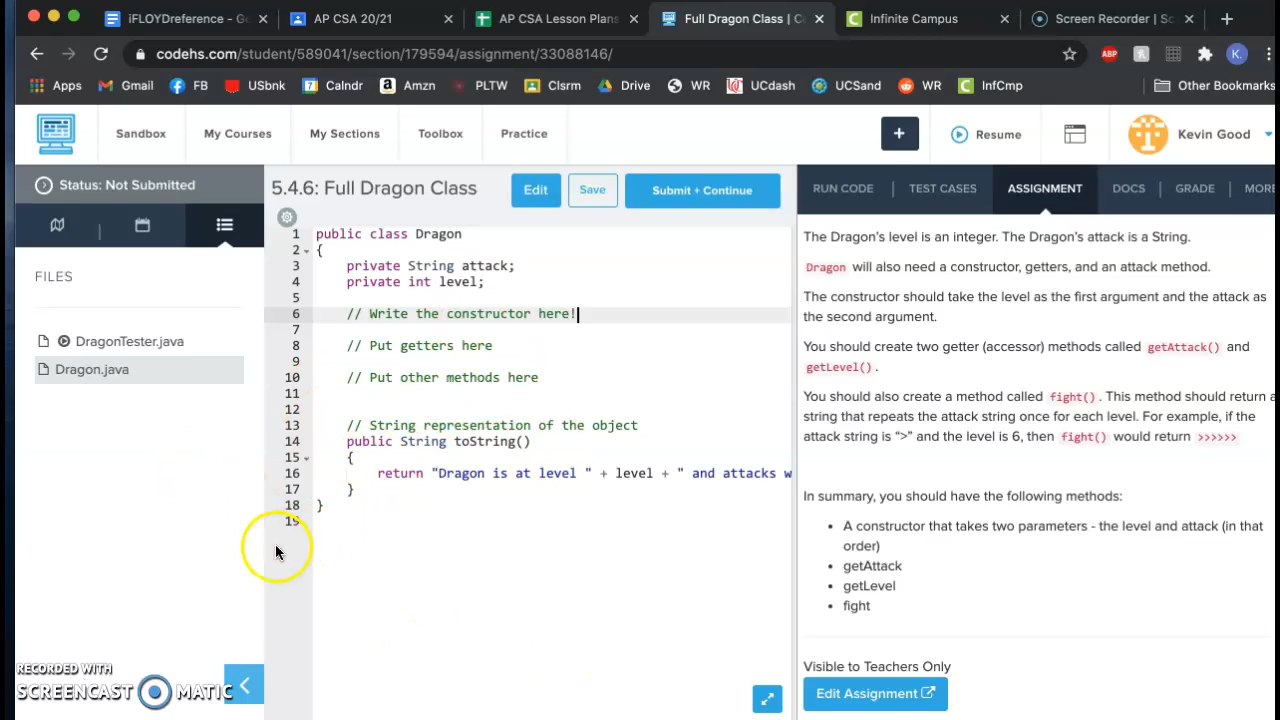 iFLOYDreference - G
AP CSA 20/21
AP CSA Lesson Plans
Full Dragon Class | C
Infinite Campus
Screen Recorder | Sc
codehs.com/student/589041/section/179594/assignment/33088146/
ABP
K
Apps
Gmail
FB
USbnk
Calndr
Amzn
PLTW
Clsrm
Drive
WR
UCdash
UCSand
WR
InfCmp
Other Bookmarks
Sandbox
My Courses
My Sections
Toolbox
Practice
+
Resume
Kevin Good
Status: Not Submitted
5.4.6: Full Dragon Class
Edit
Save
Submit + Continue
RUN CODE
TEST CASES
ASSIGNMENT
DOCS
GRADE
MORE
FILES
DragonTester.java
Dragon.java
1 public class Dragon
2 {
3 private String attack;
4 private int level;
5
6 // Write the constructor here!
7
8 // Put getters here
9
10 // Put other methods here
11
12
13 // String representation of the object
14 public String toString()
15 {
16 return "Dragon is at level " + level + " and attacks w
17 }
18 }
19
The Dragon's level is an integer. The Dragon's attack is a String.
Dragon will also need a constructor, getters, and an attack method.
The constructor should take the level as the first argument and the attack as
the second argument.
You should create two getter (accessor) methods called getAttack() and
getLevel().
You should also create a method called fight(). This method should return a
string that repeats the attack string once for each level. For example, if the
attack string is ">" and the level is 6, then fight() would return >>>>>>
In summary, you should have the following methods:
• A constructor that takes two parameters - the level and attack (in that
order)
• getAttack
• getLevel
• fight
Visible to Teachers Only
Edit Assignment
RECORDED WITH
SCREENCAST MATIC